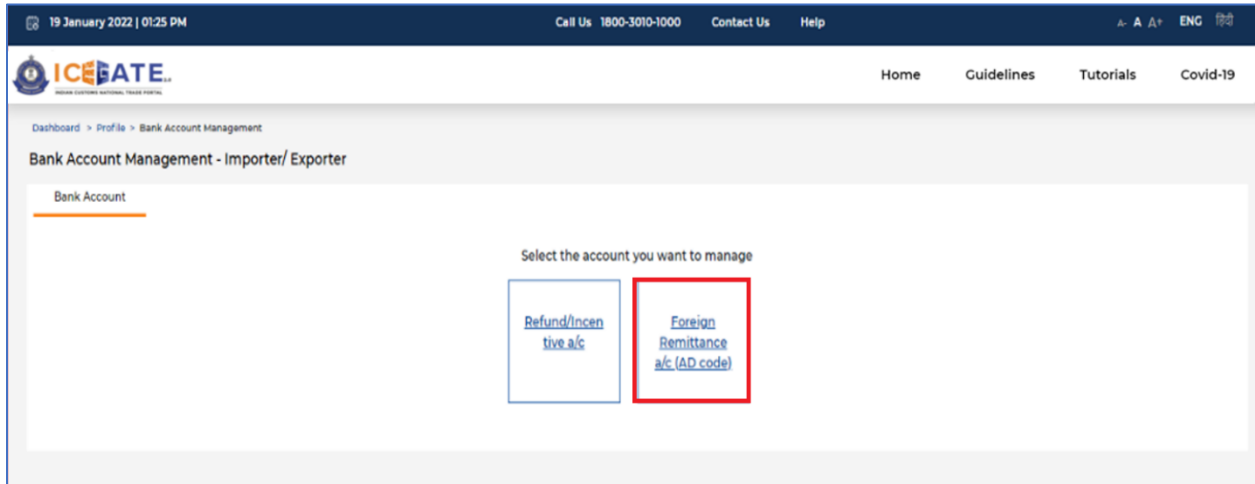 19 January 2022 | 01:25 PM Call Us 1800-3010-1000 Contact Us Help A- A A+ ENG हिंदी
ICEGATE
INDIAN CUSTOMS NATIONAL TRADE PORTAL
Home Guidelines Tutorials Covid-19
Dashboard > Profile > Bank Account Management
Bank Account Management - Importer/ Exporter
Bank Account
Select the account you want to manage
Refund/Incen
tive a/c
Foreign
Remittance
a/c (AD code)